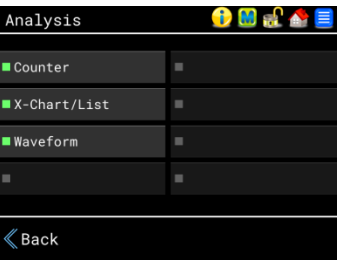 Analysis
i M
Counter
X-Chart/List
Waveform
Back